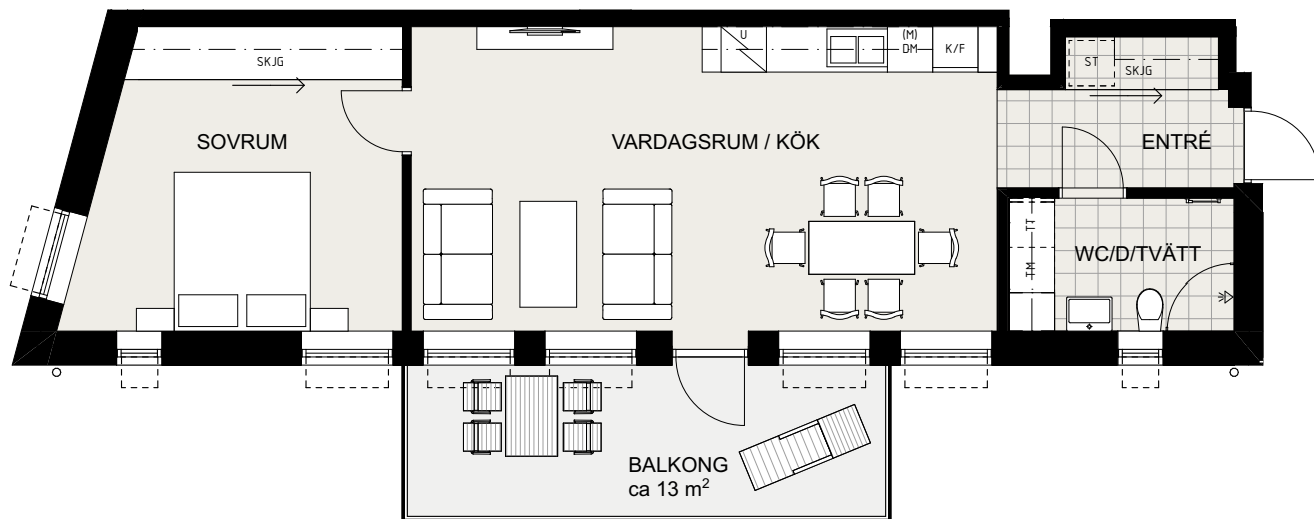 U
(M)
DM
K/F
ST
SKJG
SKJG
SOVRUM
VARDAGSRUM / KÖK
ENTRÉ
TT
TM
WC/D/TVÄTT
BALKONG
ca 13 m²